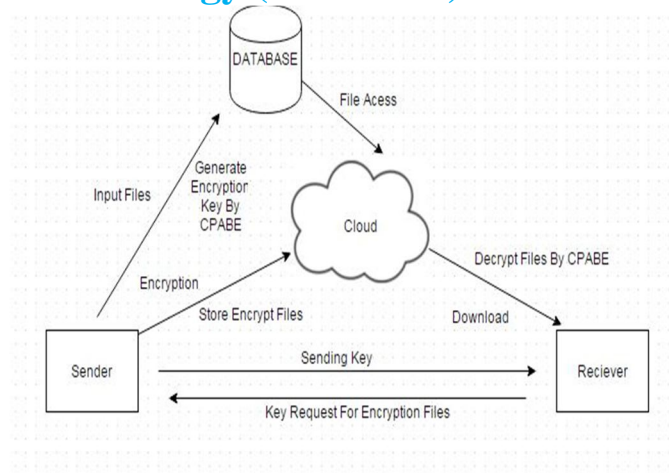 DATABASE
File Acess
Generate
Encryption
Key By
CPABE
Input Files
Cloud
Decrypt Files By CPABE
Encryption
Store Encrypt Files
Download
Sender
Sending Key
Reciever
Key Request For Encryption Files